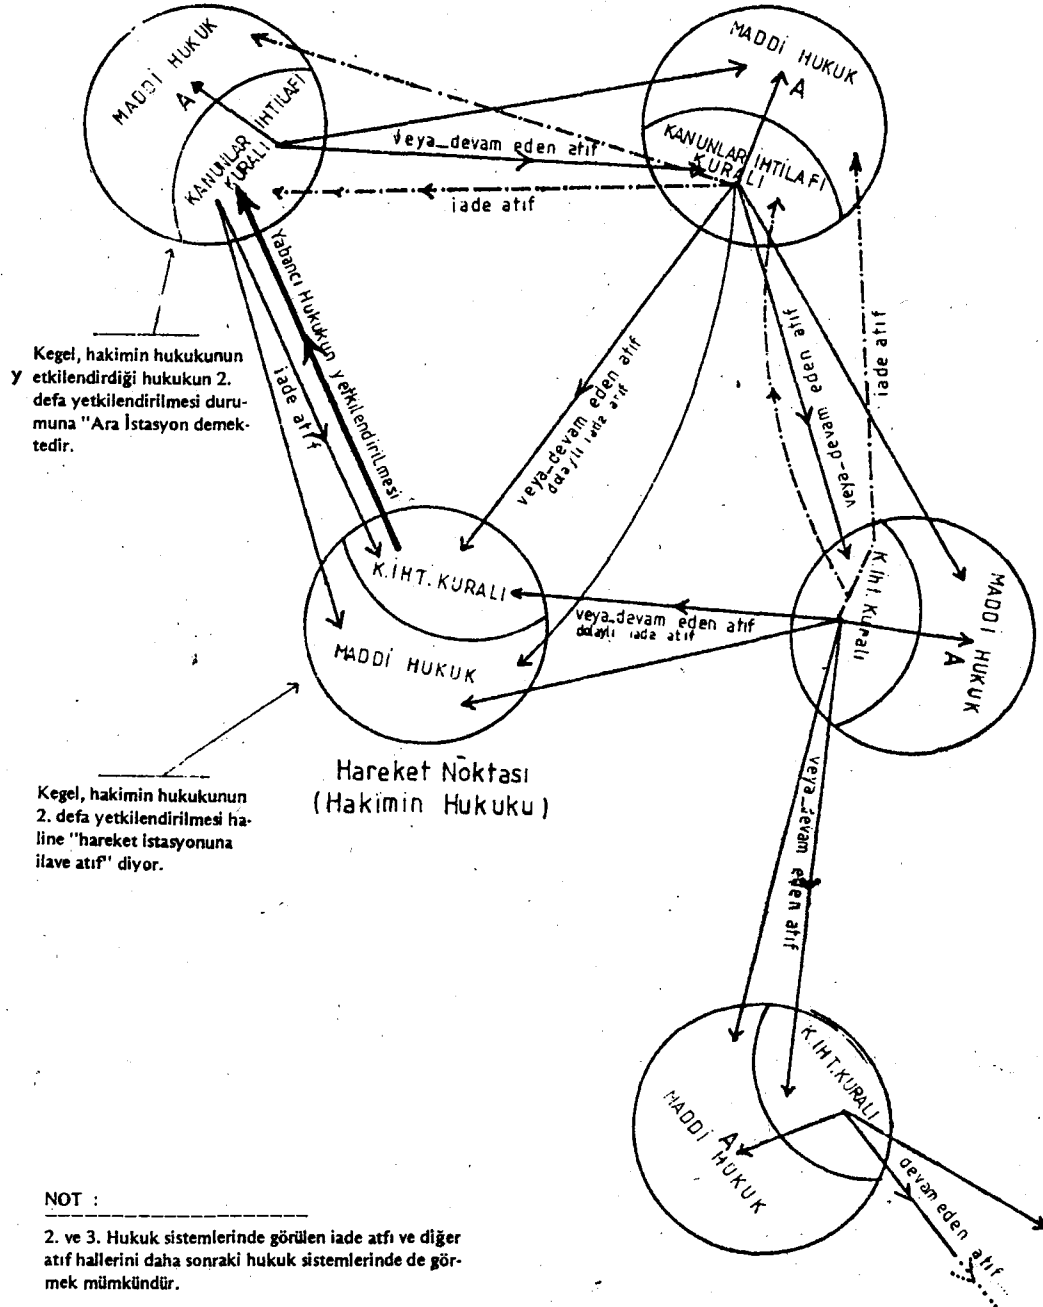 MADDİ HUKUK
A
KANUNLAR İHTİLAFI
KURALI
MADDİ HUKUK
A
KANUNLAR İHTİLAFI
KURALI
veya_devam eden atıf
iade atıf
Yabancı Hukukun yetkilendirilmesi
iade atıf
veya_devam eden atıf
dolaylı iade atıf
veya_devam eden atıf
iade atıf
Kegel, hakimin hukukunun
y etkilendirdiği hukukun 2.
defa yetkilendirilmesi duru-
muna "Ara İstasyon demek-
tedir.
K.İHT. KURALI
MADDİ HUKUK
veya_devam eden atıf
dolaylı iade atıf
K. İht. Kuralı
MADDİ HUKUK
A
Hareket Noktası
(Hakimin Hukuku)
Kegel, hakimin hukukunun
2. defa yetkilendirilmesi ha-
line "hareket istasyonuna
ilave atıf" diyor.
veya_devam eden atıf
K.İHT.KURALI
MADDİ HUKUK
A
devam eden atıf....
NOT :
2. ve 3. Hukuk sistemlerinde görülen iade atfı ve diğer
atıf hallerini daha sonraki hukuk sistemlerinde de gör-
mek mümkündür.